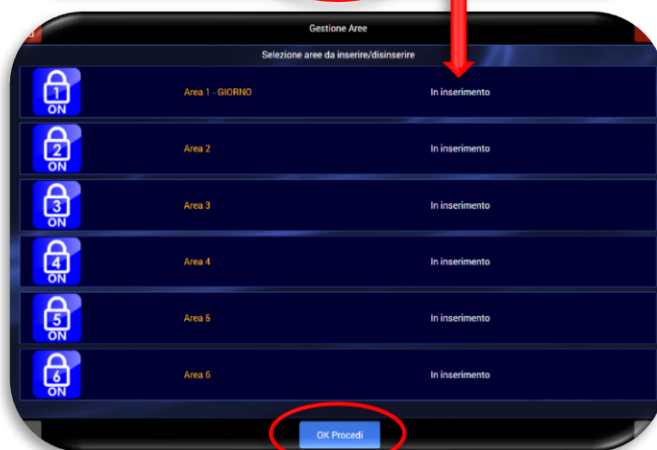 Gestione Aree
Selezione aree da inserire/disinserire
1 ON Area 1 - GIORNO In inserimento
2 ON Area 2 In inserimento
3 ON Area 3 In inserimento
4 ON Area 4 In inserimento
5 ON Area 5 In inserimento
6 ON Area 6 In inserimento
OK Procedi